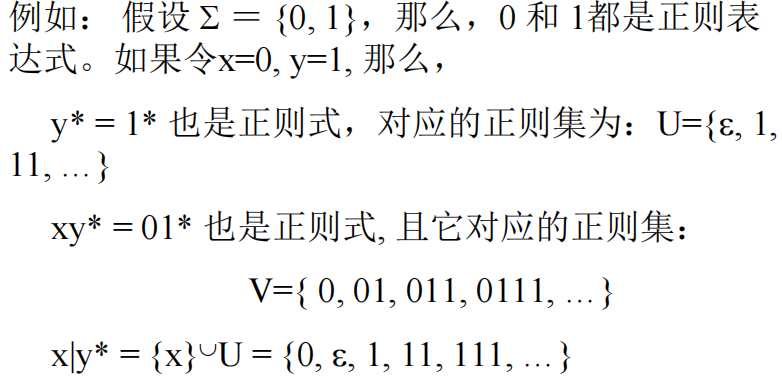 例如： 假设 Σ ＝ {0, 1}，那么，0 和 1都是正则表
达式。如果令x=0, y=1, 那么，
y* = 1* 也是正则式，对应的正则集为：U={ε, 1,
11, … }
xy* = 01* 也是正则式, 且它对应的正则集：
V={ 0, 01, 011, 0111, … }
x|y* = {x}◡U = {0, ε, 1, 11, 111, … }